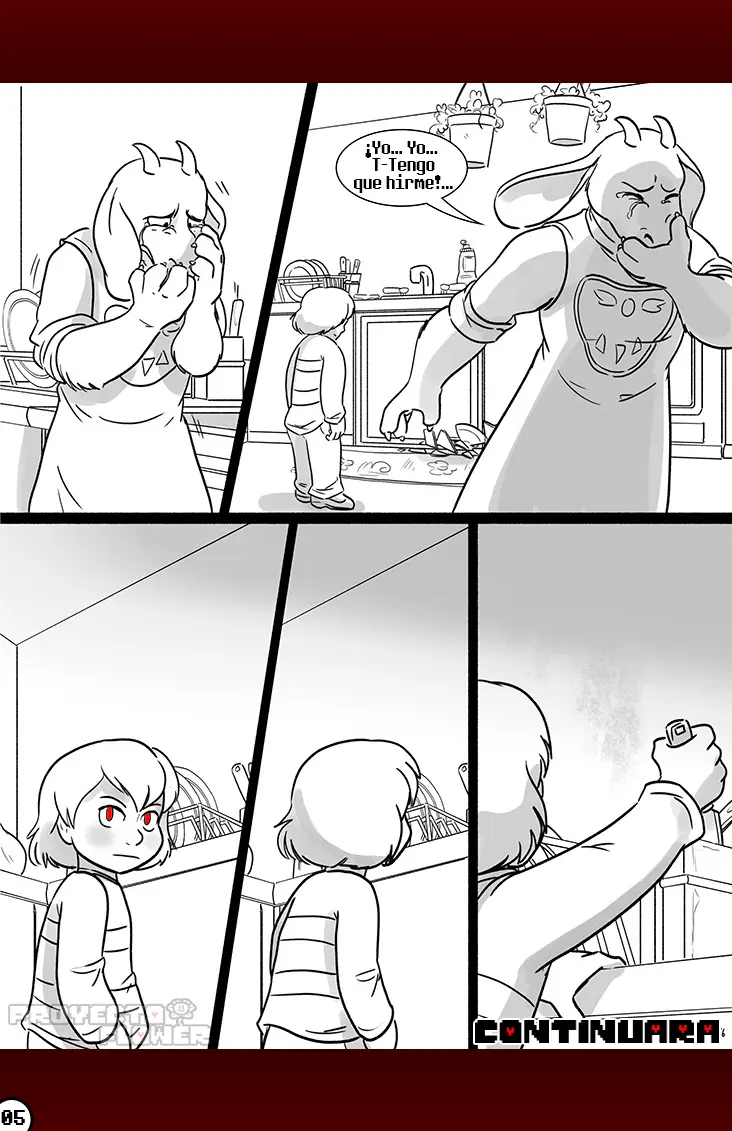 ¡Yo... Yo...
T-Tengo
que hirme!...
PROYECTO
FLOWER
CONTINUARA
05